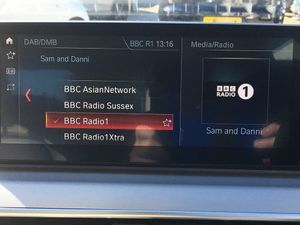 DAB/DMB
BBC R1 13:16
Media/Radio
Sam and Danni
BBC AsianNetwork
BBC Radio Sussex
BBC Radio1
BBC Radio1Xtra
BBC
RADIO 1
Sam and Danni